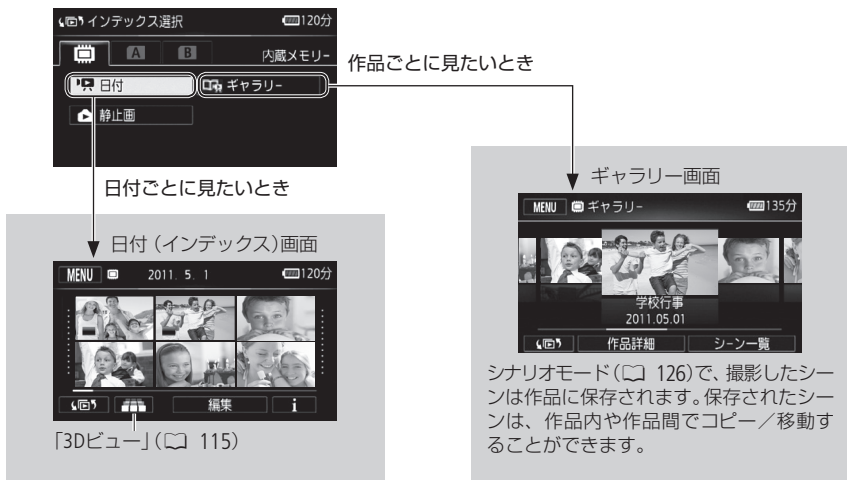 インデックス選択 120分
A B 内蔵メモリー
日付 ギャラリー
静止画
作品ごとに見たいとき
日付ごとに見たいとき
日付（インデックス）画面
MENU 2011. 5. 1 120分
編集 i
「3Dビュー」（ 115）
ギャラリー画面
MENU ギャラリー 135分
学校行事
2011.05.01
作品詳細 シーン一覧
シナリオモード（ 126）で、撮影したシー
ンは作品に保存されます。保存されたシー
ンは、作品内や作品間でコピー／移動す
ることができます。